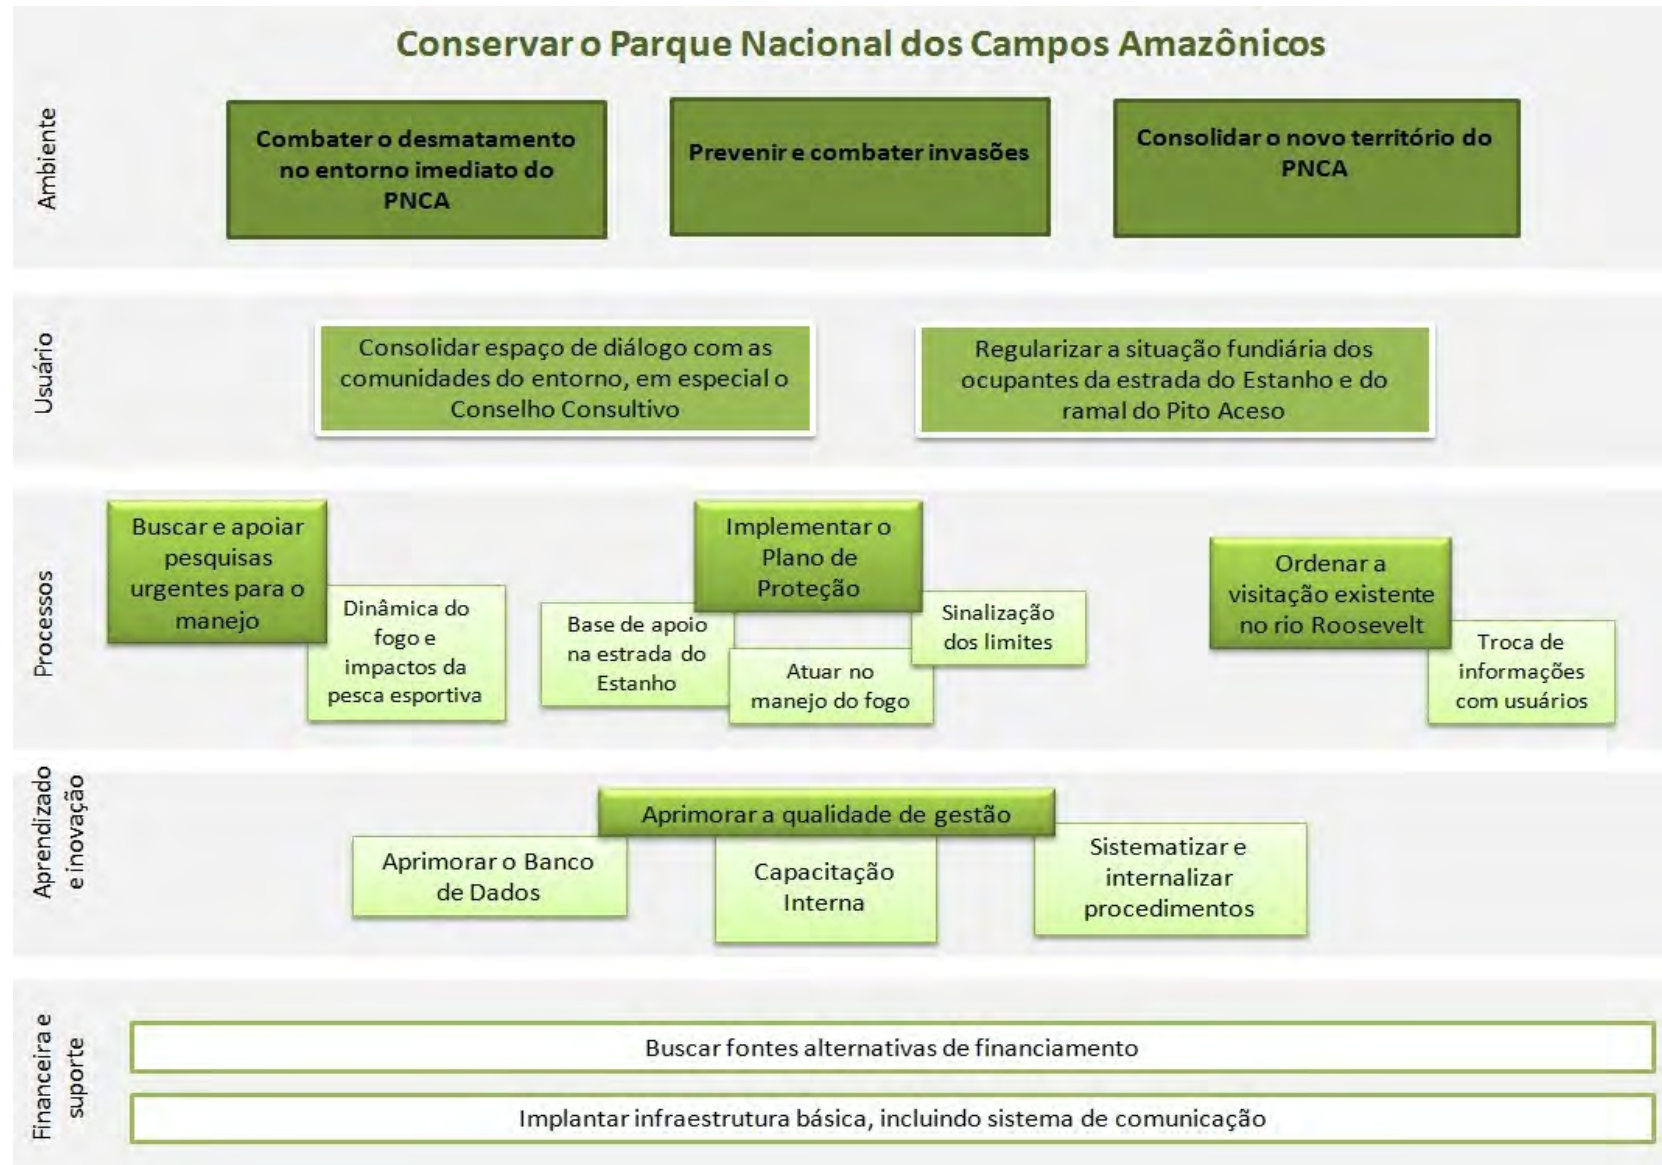 Conservar o Parque Nacional dos Campos Amazônicos
Ambiente
Combater o desmatamento
no entorno imediato do
PNCA
Prevenir e combater invasões
Consolidar o novo território do
PNCA
Usuário
Consolidar espaço de diálogo com as
comunidades do entorno, em especial o
Conselho Consultivo
Regularizar a situação fundiária dos
ocupantes da estrada do Estanho e do
ramal do Pito Aceso
Processos
Buscar e apoiar
pesquisas
urgentes para o
manejo
Dinâmica do
fogo e
impactos da
pesca esportiva
Implementar o
Plano de
Proteção
Base de apoio
na estrada do
Estanho
Atuar no
manejo do fogo
Sinalização
dos limites
Ordenar a
visitação existente
no rio Roosevelt
Troca de
informações
com usuários
Aprendizado
e inovação
Aprimorar a qualidade de gestão
Aprimorar o Banco
de Dados
Capacitação
Interna
Sistematizar e
internalizar
procedimentos
Financeira e
suporte
Buscar fontes alternativas de financiamento
Implantar infraestrutura básica, incluindo sistema de comunicação